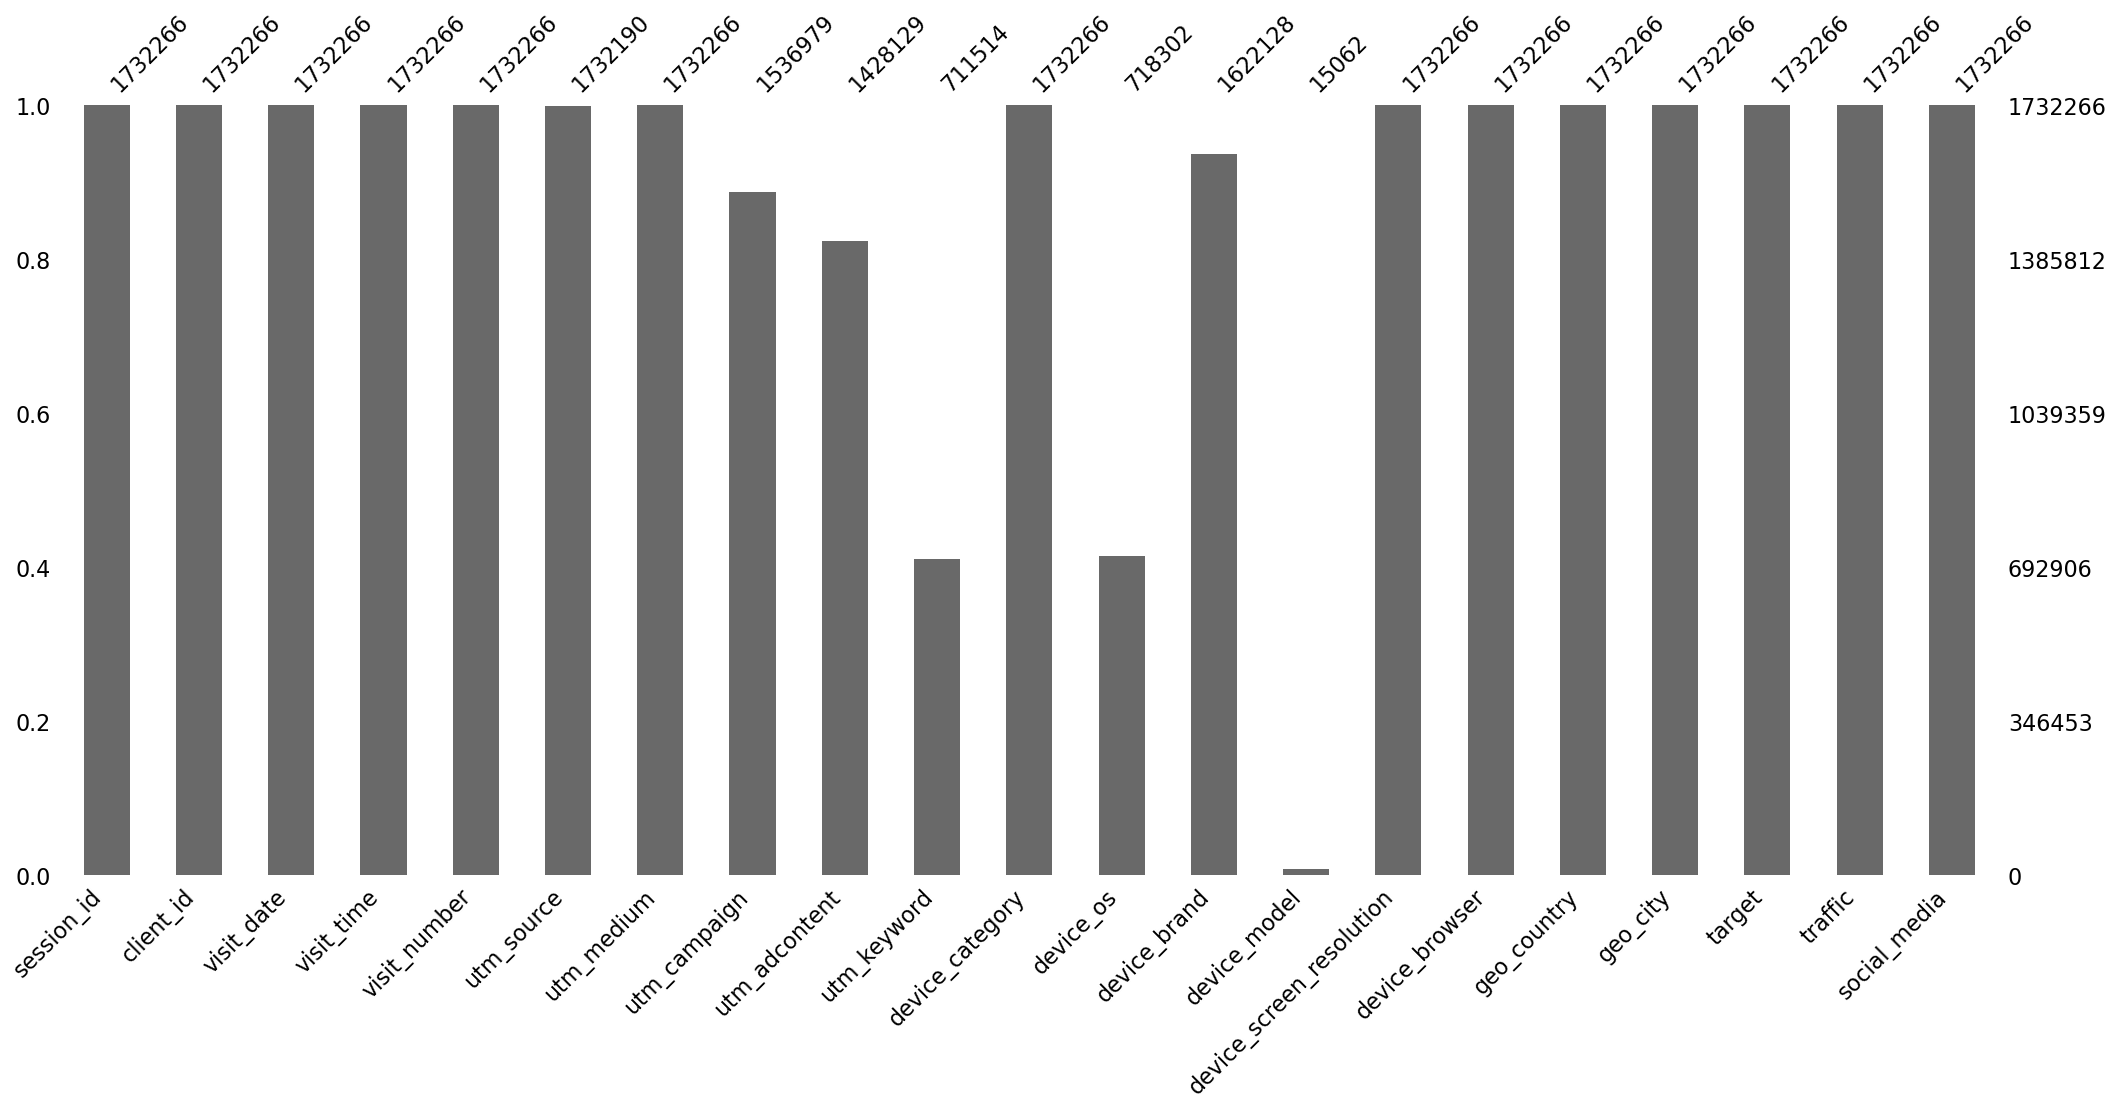 1732266
1732266
1732266
1732266
1732266
1732190
1732266
1536979
1428129
711514
1732266
718302
1622128
15062
1732266
1732266
1732266
1732266
1732266
1732266
1732266
1.0
0.8
0.6
0.4
0.2
0.0
1732266
1385812
1039359
692906
346453
0
session_id
client_id
visit_date
visit_time
visit_number
utm_source
utm_medium
utm_campaign
utm_adcontent
utm_keyword
device_category
device_os
device_brand
device_model
device_screen_resolution
device_browser
geo_country
geo_city
target
traffic
social_media